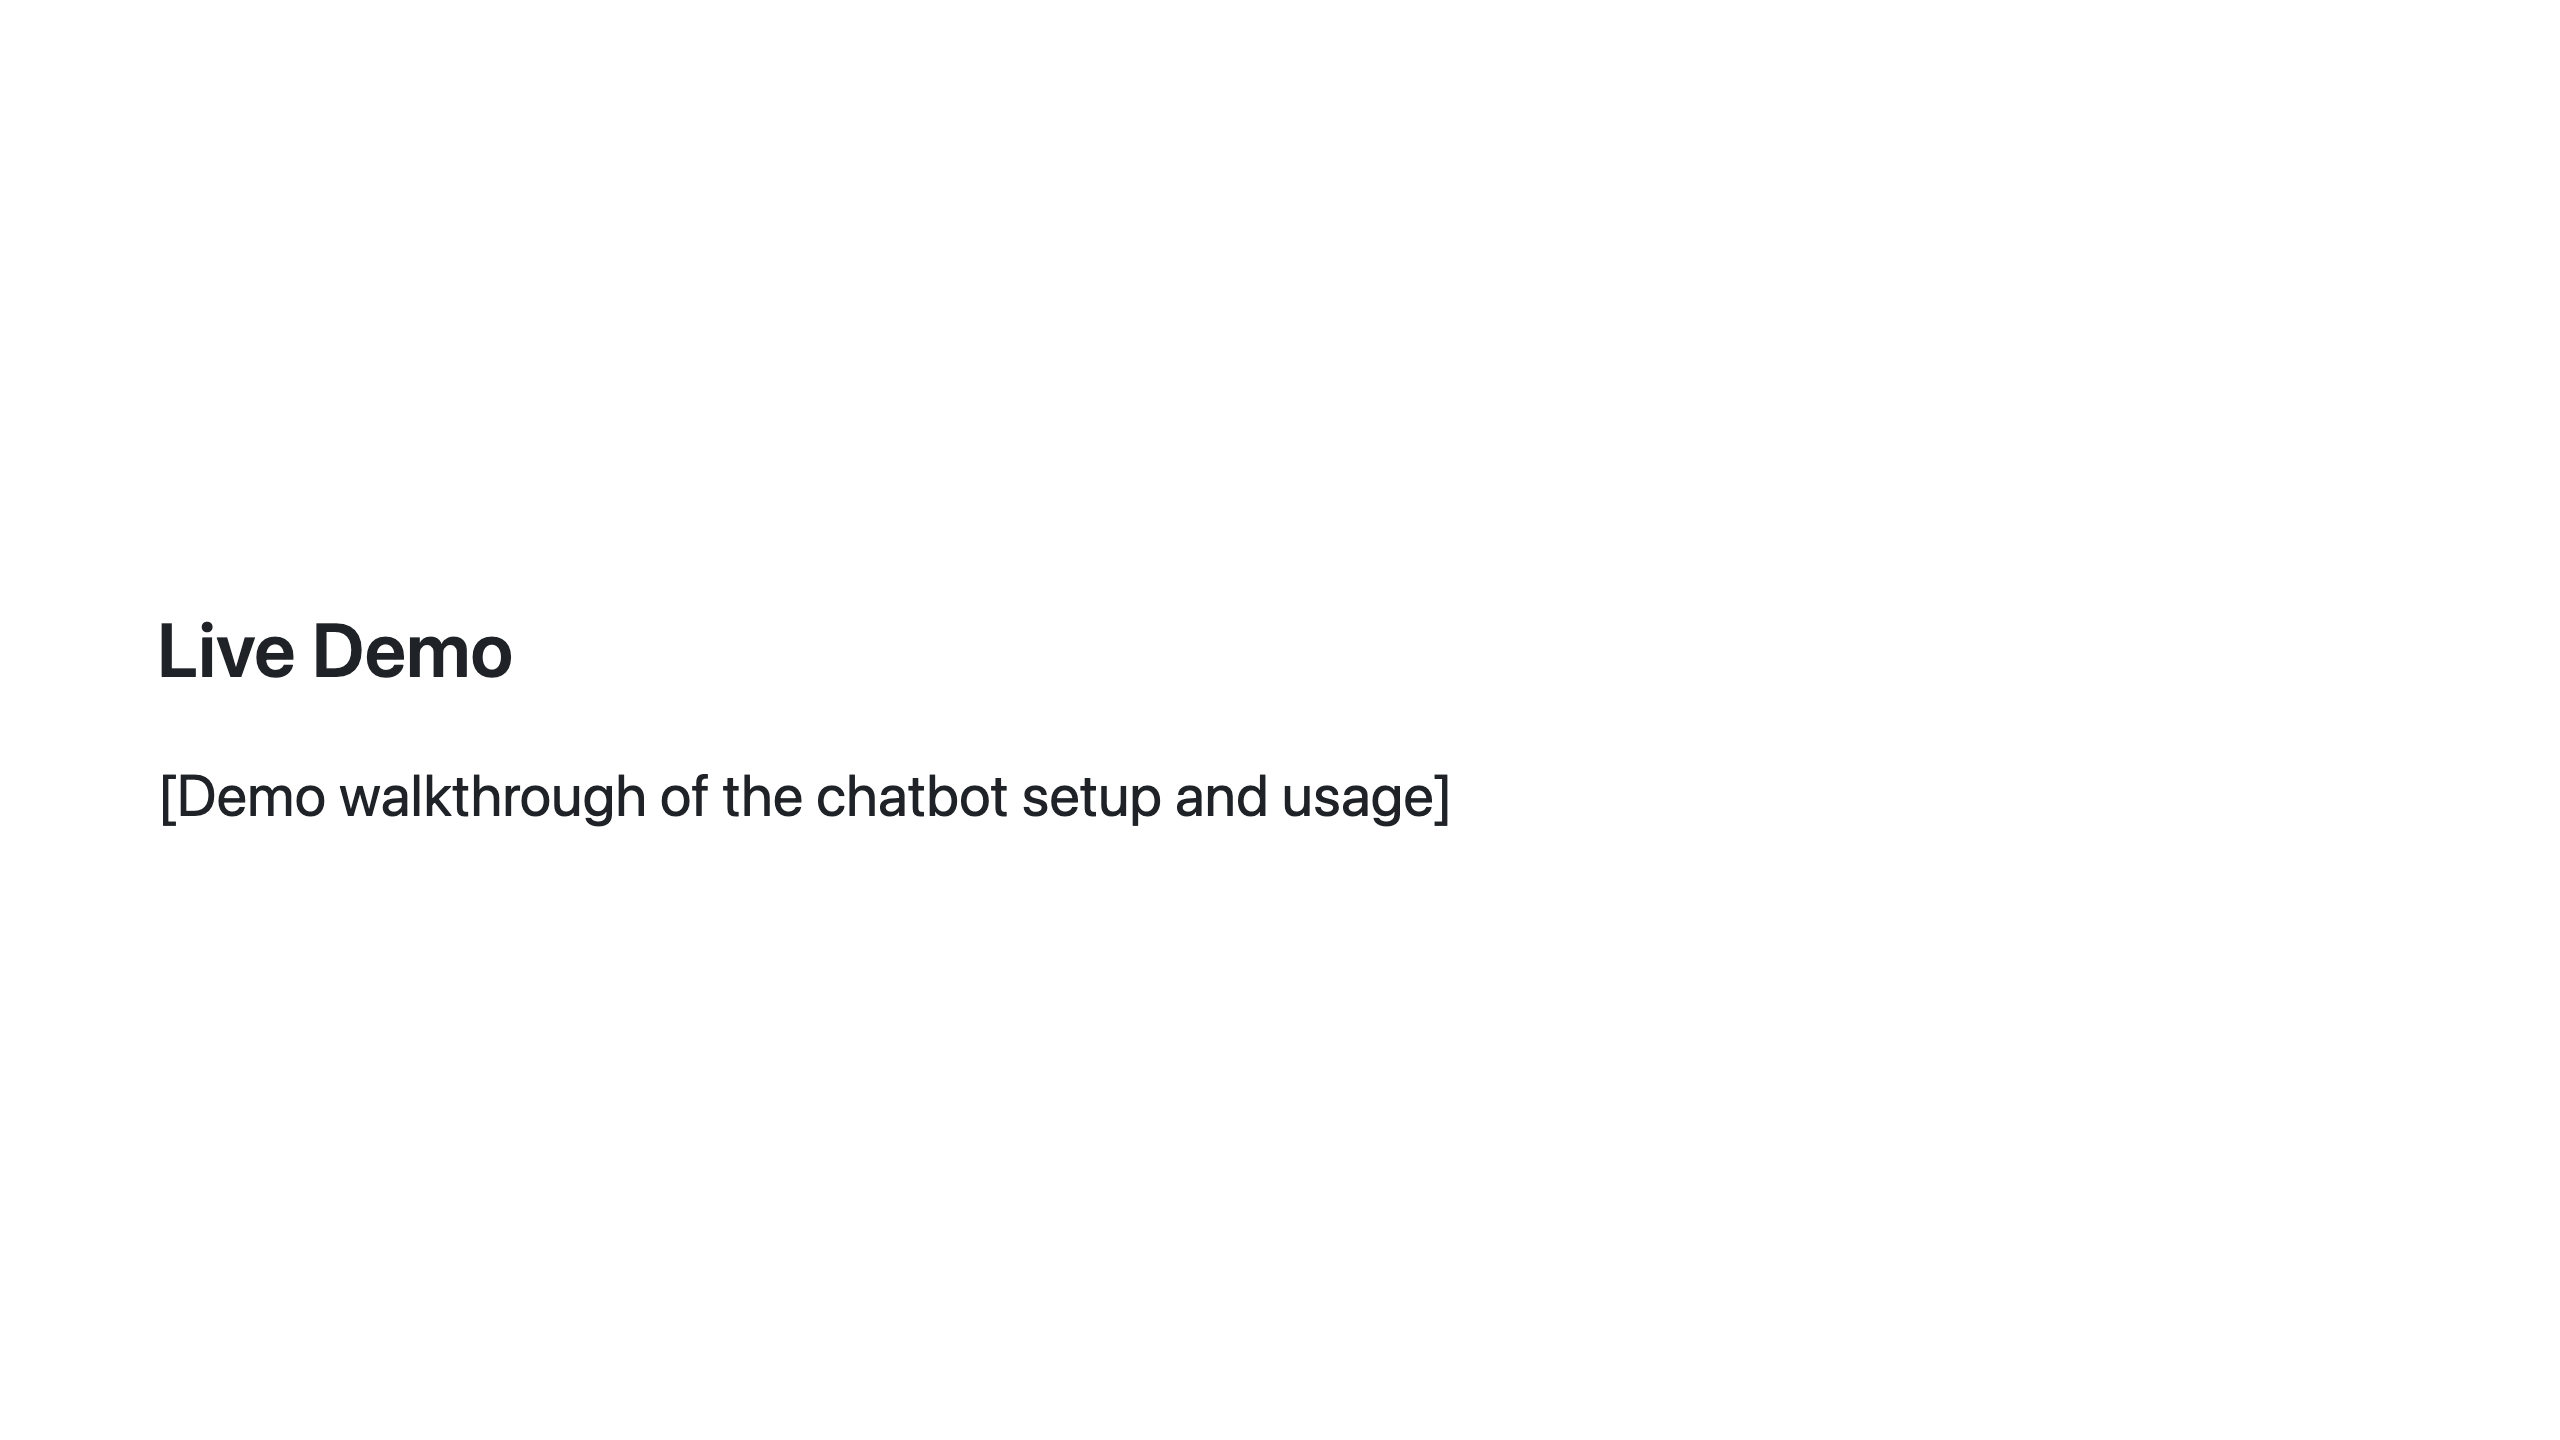 Live Demo
[Demo walkthrough of the chatbot setup and usage]